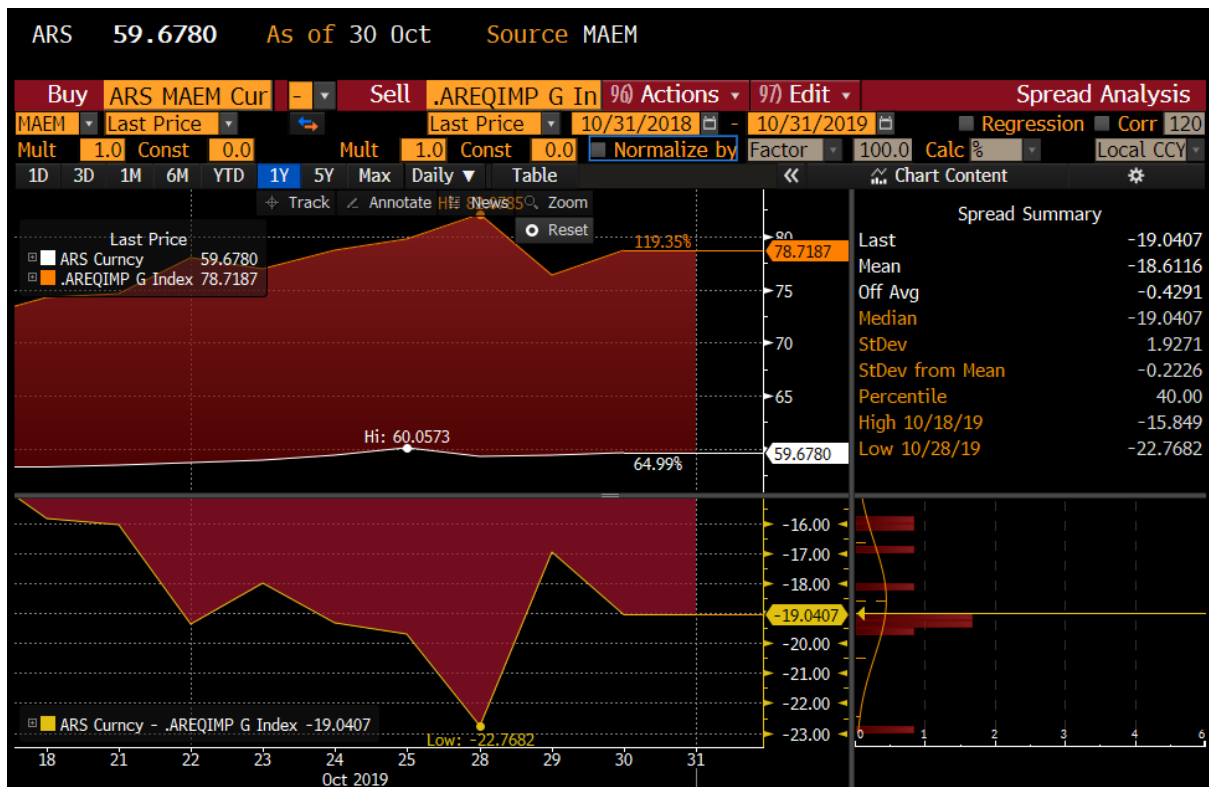 ARS 59.6780 As of 30 Oct Source MAEM
Buy ARS MAEM Cur - Sell .AREQIMP G In 96) Actions 97) Edit Spread Analysis
MAEM Last Price Last Price 10/31/2018 - 10/31/2019 Regression Corr 120
Mult 1.0 Const 0.0 Mult 1.0 Const 0.0 Normalize by Factor 100.0 Calc % Local CCY
1D 3D 1M 6M YTD 1Y 5Y Max Daily ▼ Table « Chart Content
Track Annotate News Zoom
Reset
Last Price
ARS Curncy 59.6780
.AREQIMP G Index 78.7187
119.35%
Hi: 60.0573
64.99%
80
78.7187
75
70
65
59.6780
Spread Summary
Last -19.0407
Mean -18.6116
Off Avg -0.4291
Median -19.0407
StDev 1.9271
StDev from Mean -0.2226
Percentile 40.00
High 10/18/19 -15.849
Low 10/28/19 -22.7682
-16.00
-17.00
-18.00
-19.0407
-20.00
-21.00
-22.00
-23.00
ARS Curncy - .AREQIMP G Index -19.0407
Low: -22.7682
0 1 2 3 4 6
18 21 22 23 24 25 28 29 30 31
Oct 2019